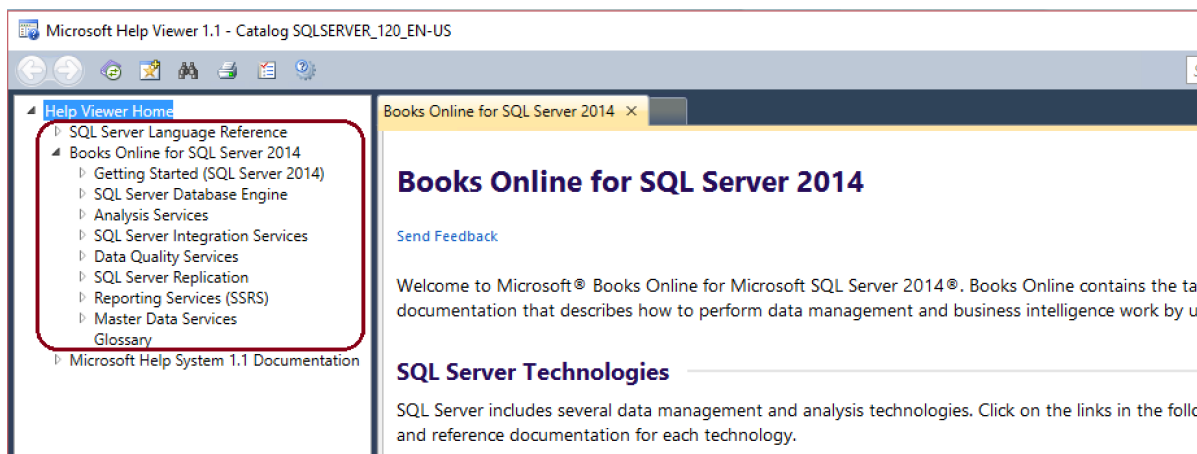 Microsoft Help Viewer 1.1 - Catalog SQLSERVER_120_EN-US
Help Viewer Home
SQL Server Language Reference
Books Online for SQL Server 2014
Getting Started (SQL Server 2014)
SQL Server Database Engine
Analysis Services
SQL Server Integration Services
Data Quality Services
SQL Server Replication
Reporting Services (SSRS)
Master Data Services
Glossary
Microsoft Help System 1.1 Documentation
Books Online for SQL Server 2014
Books Online for SQL Server 2014
Send Feedback
Welcome to Microsoft® Books Online for Microsoft SQL Server 2014®. Books Online contains the ta
documentation that describes how to perform data management and business intelligence work by u
SQL Server Technologies
SQL Server includes several data management and analysis technologies. Click on the links in the follo
and reference documentation for each technology.